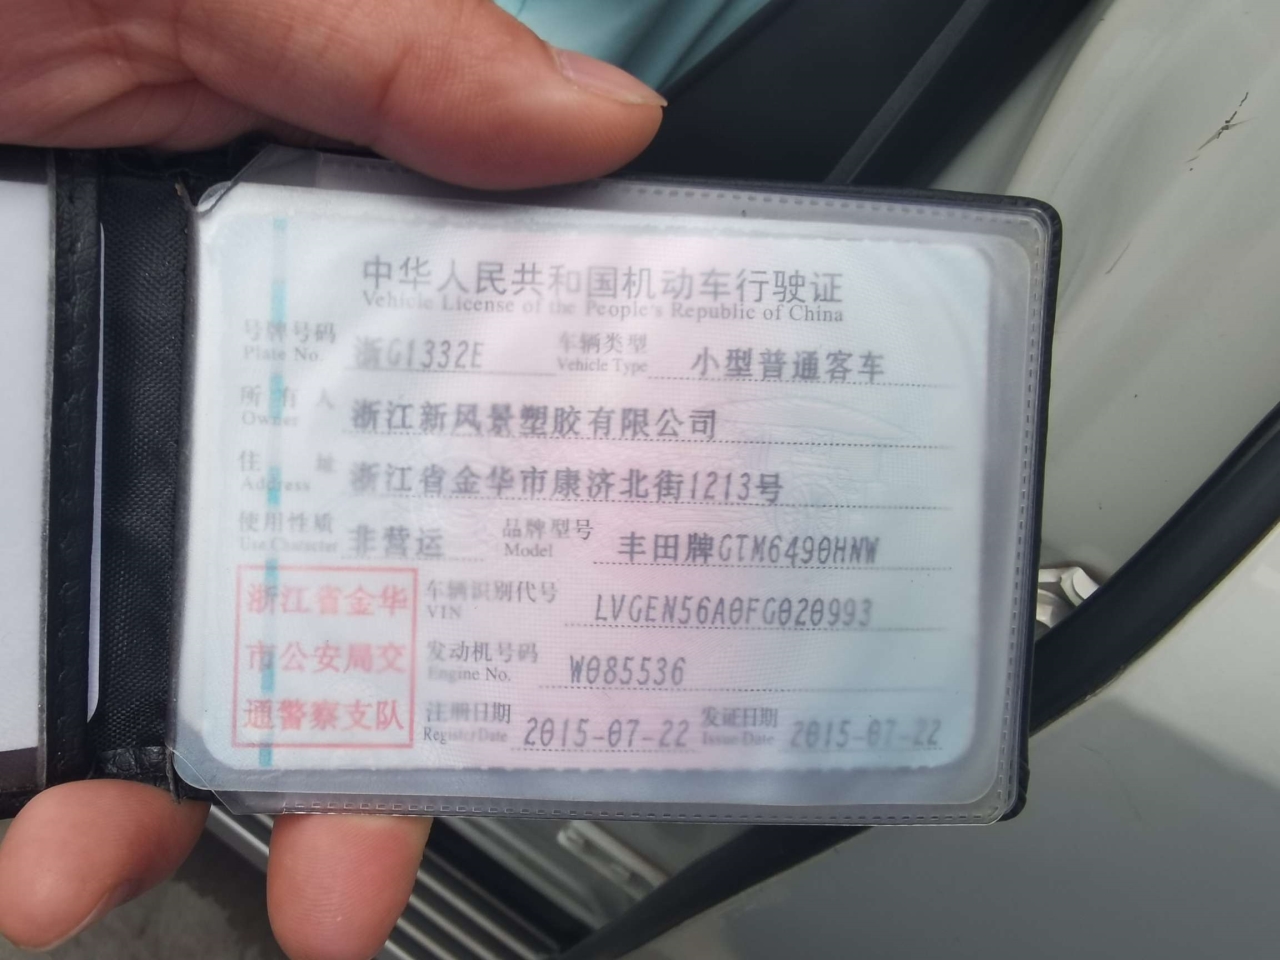 中华人民共和国机动车行驶证
Vehicle License of the People's Republic of China
号牌号码 浙G1332E 车辆类型 小型普通客车
Plate No. Vehicle Type
所有人 浙江新风景塑胶有限公司
Owner
住址 浙江省金华市康济北街1213号
Address
使用性质 非营运 品牌型号 丰田牌GTM6490HNW
Use Character Model
浙江省金华
市公安局交
通警察支队
车辆识别代号 LVGEN56A0FG020993
VIN
发动机号码 W085536
Engine No.
注册日期 2015-07-22 发证日期 2015-07-22
Register Date Issue Date